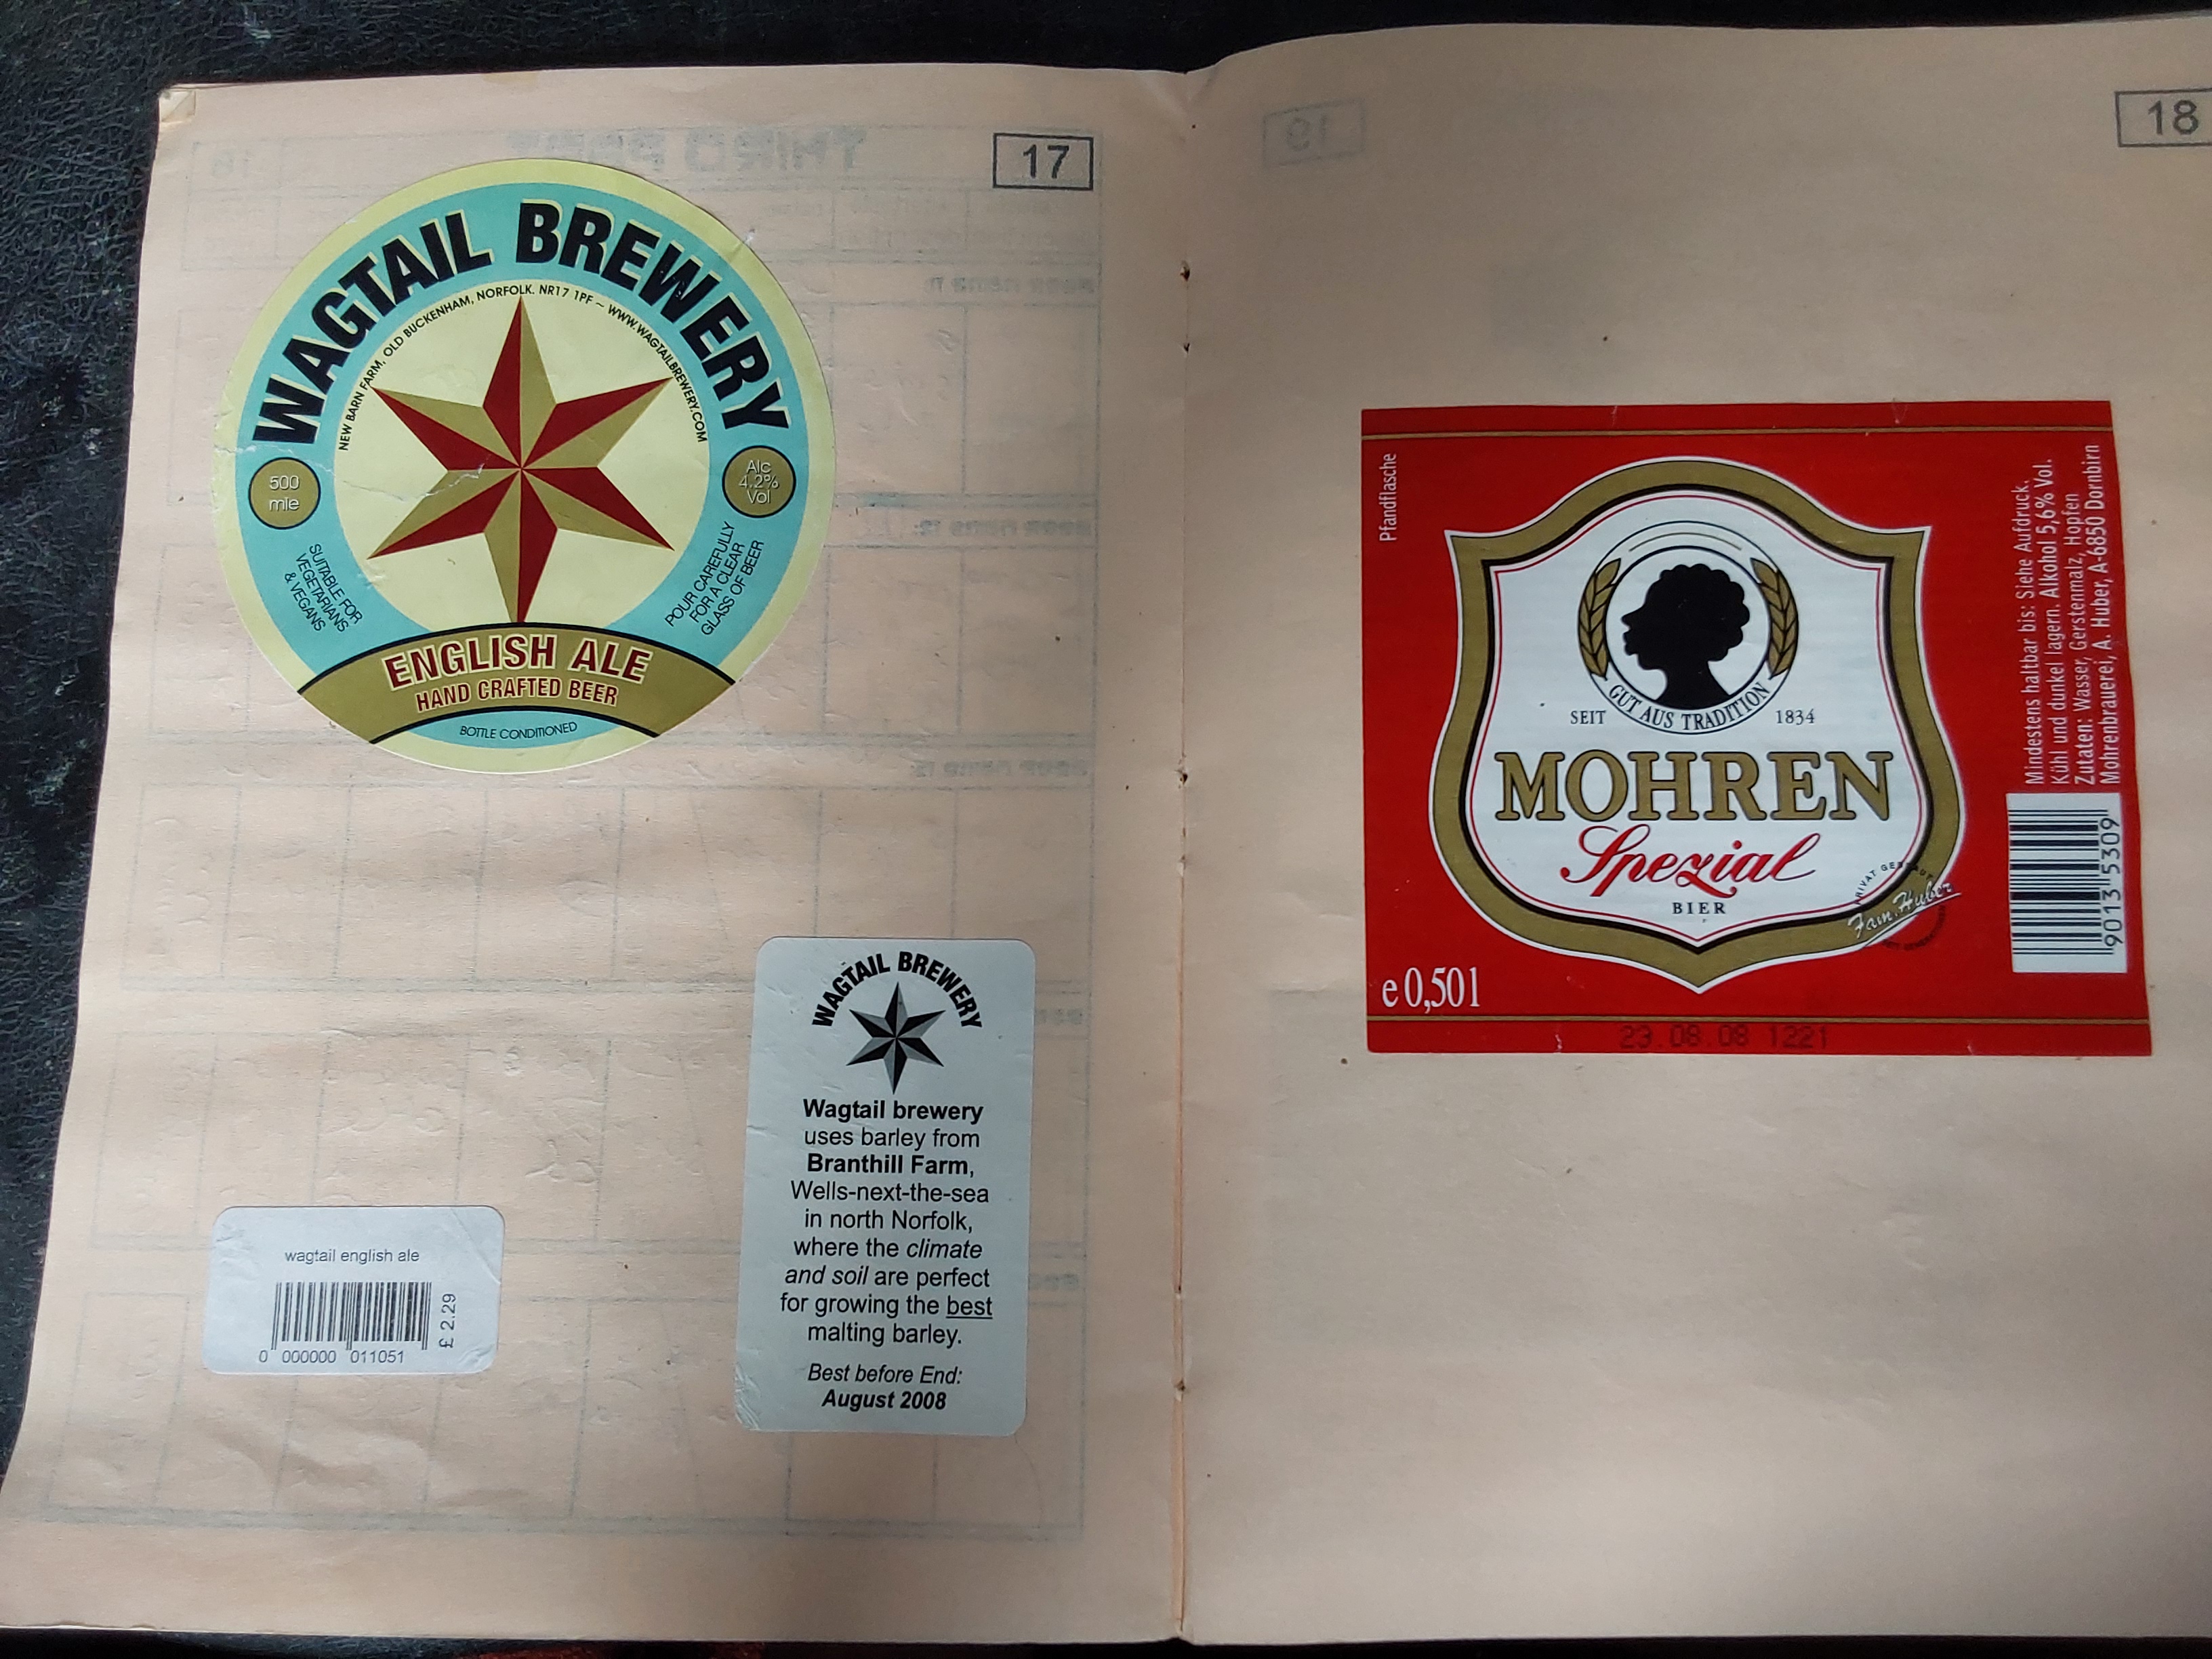 17
WAGTAIL BREWERY
NEW BARN FARM, OLD BUCKENHAM, NORFOLK. NR17 1PF – WWW.WAGTAILBREWERY.COM
500
mle
Alc
4.2%
Vol
SUITABLE FOR
VEGETARIANS
& VEGANS
POUR CAREFULLY
FOR A CLEAR
GLASS OF BEER
ENGLISH ALE
HAND CRAFTED BEER
BOTTLE CONDITIONED
WAGTAIL BREWERY
Wagtail brewery
uses barley from
Branthill Farm,
Wells-next-the-sea
in north Norfolk,
where the climate
and soil are perfect
for growing the best
malting barley.
Best before End:
August 2008
wagtail english ale
£ 2.29
0 000000 011051
18
Pfandflasche
GUT AUS TRADITION
SEIT 1834
MOHREN
Spezial
BIER
Fam. Huber
e 0,50 l
23 08 08 1221
Mindestens haltbar bis: Siehe Aufdruck.
Kühl und dunkel lagern. Alkohol 5,6% Vol.
Zutaten: Wasser, Gerstenmalz, Hopfen
Mohrenbrauerei, A. Huber, A-6850 Dornbirn
90135309